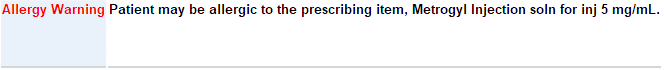 Allergy Warning Patient may be allergic to the prescribing item, Metrogyl Injection soln for inj 5 mg/mL.